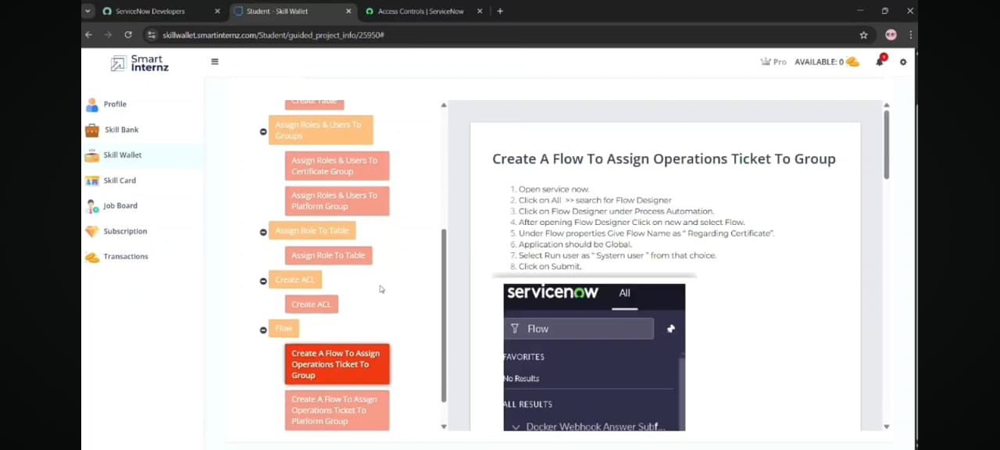 ServiceNow Developers
Student - Skill Wallet
Access Controls | ServiceNow
skillwallet.smartinternz.com/Student/guided_project_info/25950#
Smart
Internz
Pro
AVAILABLE: 0
1
Profile
Skill Bank
Skill Wallet
Skill Card
Job Board
Subscription
Transactions
Create Table
Assign Roles & Users To
Groups
Assign Roles & Users To
Certificate Group
Assign Roles & Users To
Platform Group
Assign Role To Table
Assign Role To Table
Create ACL
Create ACL
Flow
Create A Flow To Assign
Operations Ticket To
Group
Create A Flow To Assign
Operations Ticket To
Platform Group
Create A Flow To Assign Operations Ticket To Group
1. Open service now.
2. Click on All >> search for Flow Designer
3. Click on Flow Designer under Process Automation.
4. After opening Flow Designer Click on new and select Flow.
5. Under Flow properties Give Flow Name as “ Regarding Certificate”.
6. Application should be Global.
7. Select Run user as “ System user ” from that choice.
8. Click on Submit.
servicenow
All
Flow
FAVORITES
No Results
ALL RESULTS
Docker Webhook Answer Subf...